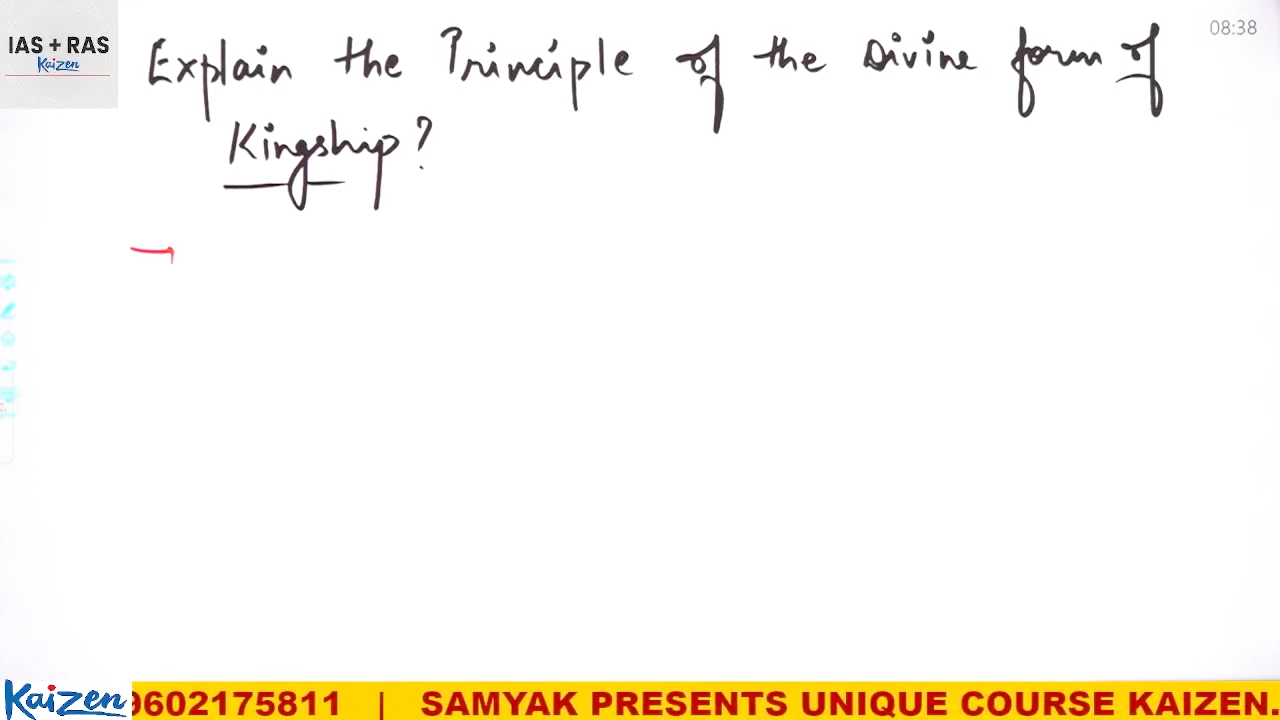 IAS + RAS
Kaizen
08:38
Explain the Principle of the Divine form of
Kingship?
Kaizen
9602175811 | SAMYAK PRESENTS UNIQUE COURSE KAIZEN.